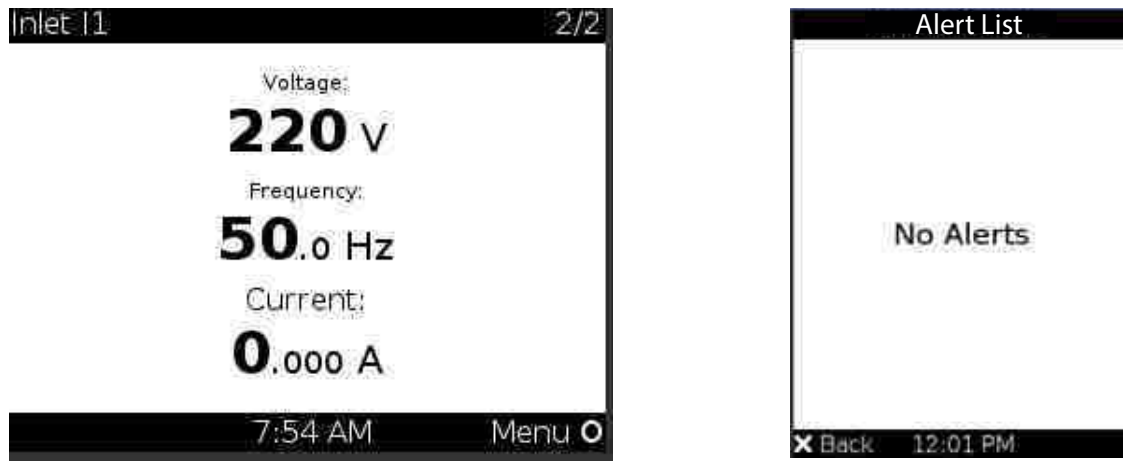 Inlet I1 2/2
Voltage:
220 V
Frequency:
50.0 Hz
Current:
0.000 A
7:54 AM Menu O
Alert List
No Alerts
X Back 12:01 PM